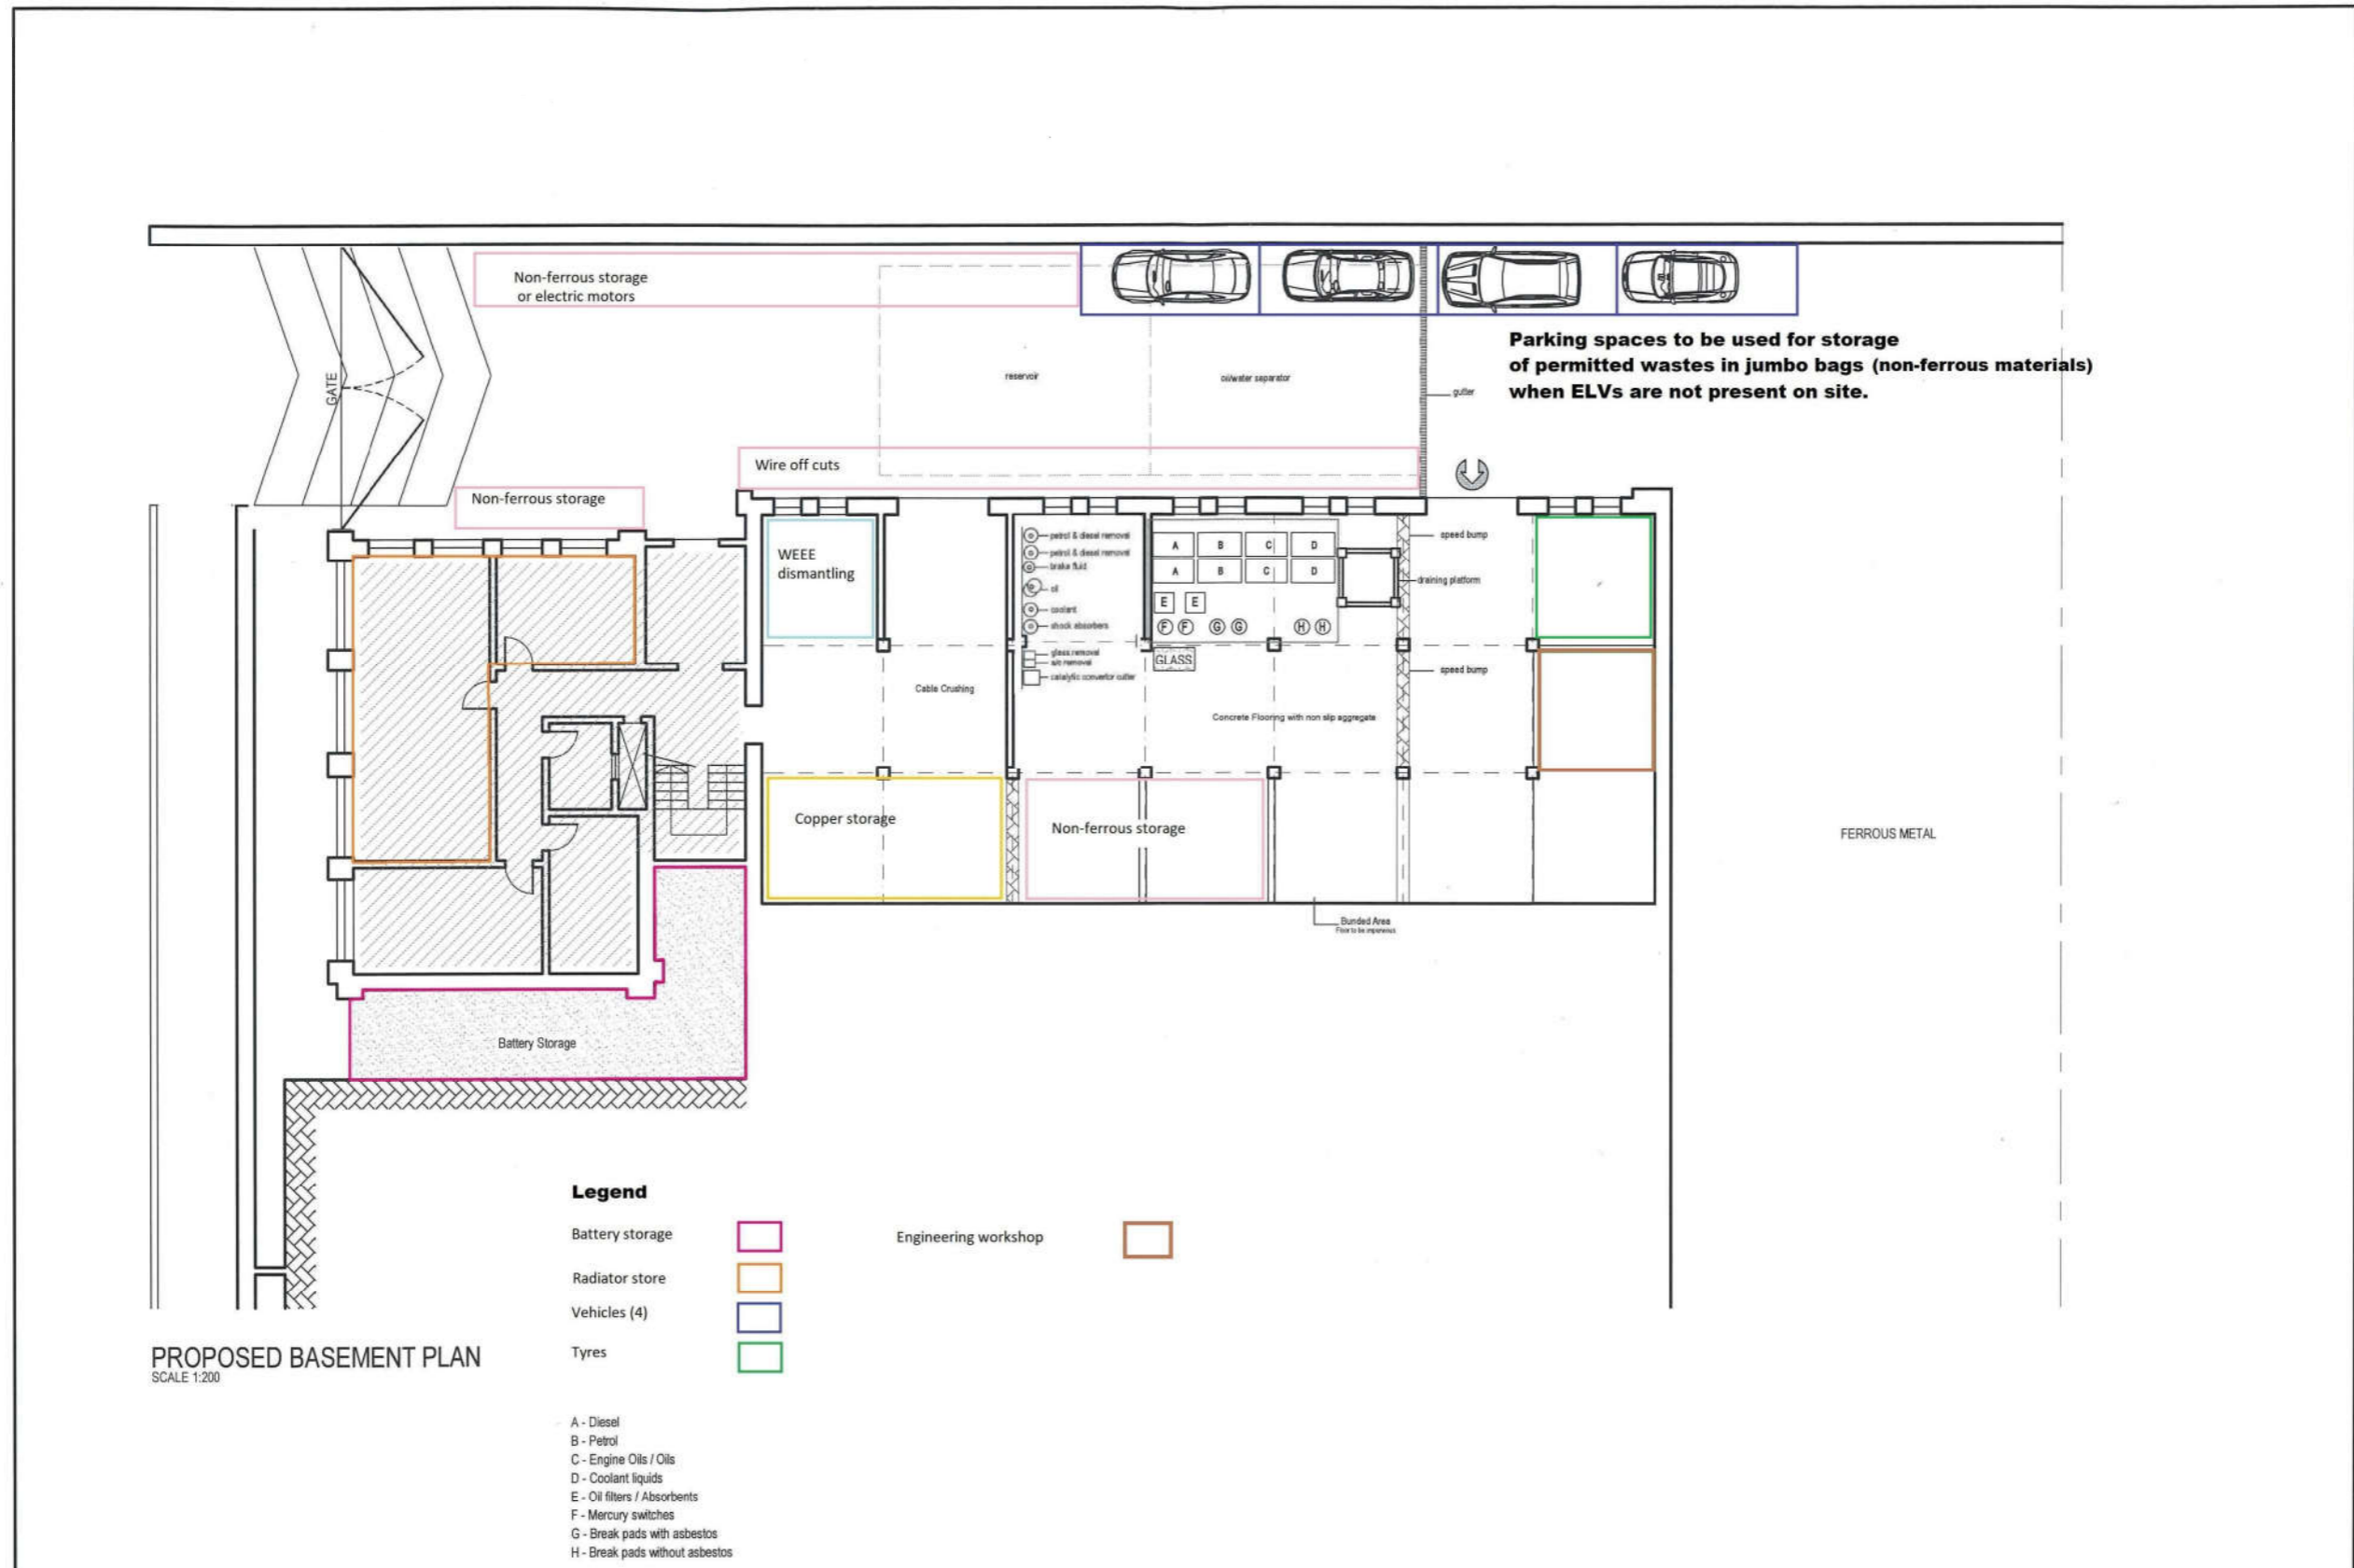 Non-ferrous storage
or electric motors
Parking spaces to be used for storage
of permitted wastes in jumbo bags (non-ferrous materials)
when ELVs are not present on site.
GATE
reservoir
oil/water separator
gutter
Wire off cuts
Non-ferrous storage
WEEE
dismantling
petrol & diesel removal
petrol & diesel removal
brake fluid
oil
coolant
shock absorbers
glass removal
a/c removal
catalytic convertor cutter
A B C D
A B C D
E E
F F G G H H
GLASS
speed bump
draining platform
speed bump
Cable Crushing
Concrete Flooring with non slip aggregate
Copper storage
Non-ferrous storage
FERROUS METAL
Bunded Area
Floor to be impervious
Battery Storage
Legend
Battery storage
Engineering workshop
Radiator store
Vehicles (4)
Tyres
PROPOSED BASEMENT PLAN
SCALE 1:200
A - Diesel
B - Petrol
C - Engine Oils / Oils
D - Coolant liquids
E - Oil filters / Absorbents
F - Mercury switches
G - Break pads with asbestos
H - Break pads without asbestos